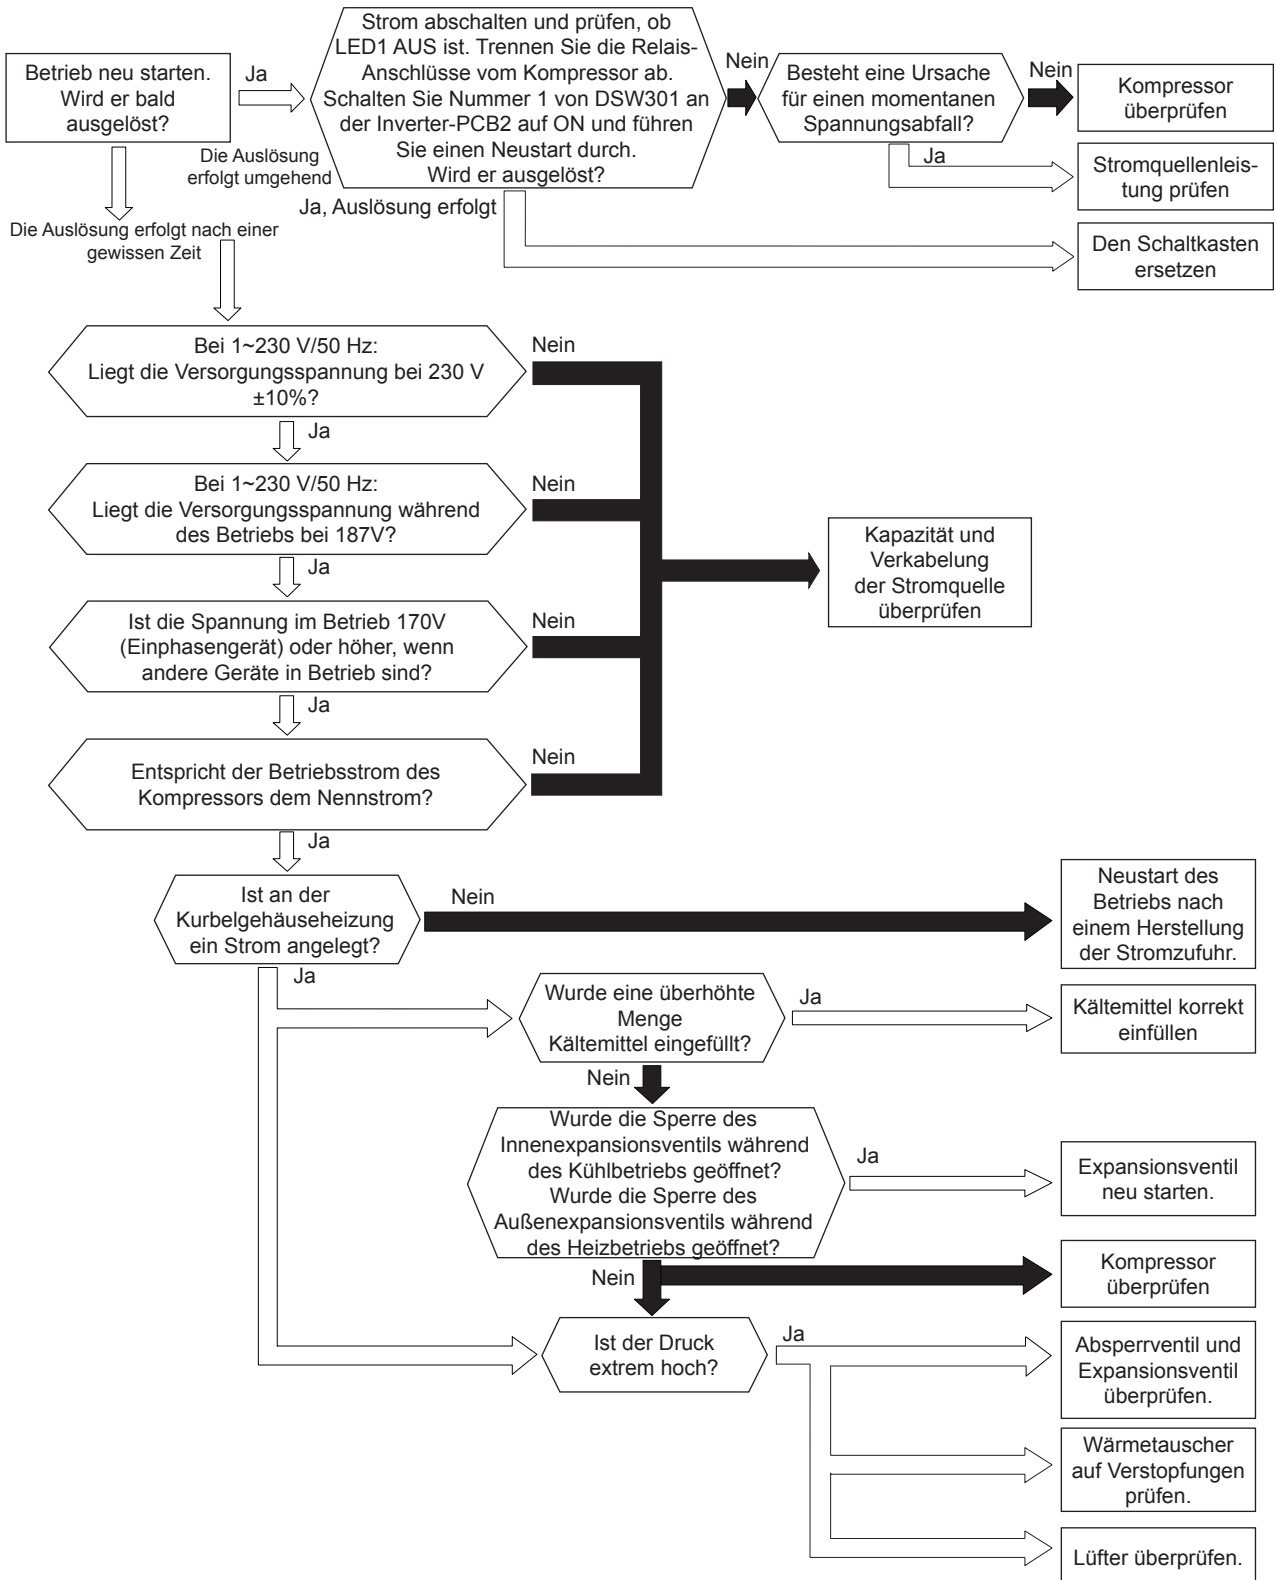 Betrieb neu starten.
Wird er bald
ausgelöst?
Ja
Strom abschalten und prüfen, ob
LED1 AUS ist. Trennen Sie die Relais-
Anschlüsse vom Kompressor ab.
Schalten Sie Nummer 1 von DSW301 an
der Inverter-PCB2 auf ON und führen
Sie einen Neustart durch.
Wird er ausgelöst?
Nein
Besteht eine Ursache
für einen momentanen
Spannungsabfall?
Nein
Kompressor
überprüfen
Ja
Stromquellenleis-
tung prüfen
Die Auslösung
erfolgt umgehend
Ja, Auslösung erfolgt
Den Schaltkasten
ersetzen
Die Auslösung erfolgt nach einer
gewissen Zeit
Bei 1~230 V/50 Hz:
Liegt die Versorgungsspannung bei 230 V
±10%?
Nein
Ja
Bei 1~230 V/50 Hz:
Liegt die Versorgungsspannung während
des Betriebs bei 187V?
Nein
Ja
Kapazität und
Verkabelung
der Stromquelle
überprüfen
Ist die Spannung im Betrieb 170V
(Einphasengerät) oder höher, wenn
andere Geräte in Betrieb sind?
Nein
Ja
Entspricht der Betriebsstrom des
Kompressors dem Nennstrom?
Nein
Ja
Ist an der
Kurbelgehäuseheizung
ein Strom angelegt?
Nein
Neustart des
Betriebs nach
einem Herstellung
der Stromzufuhr.
Ja
Wurde eine überhöhte
Menge
Kältemittel eingefüllt?
Ja
Kältemittel korrekt
einfüllen
Nein
Wurde die Sperre des
Innenexpansionsventils während
des Kühlbetriebs geöffnet?
Wurde die Sperre des
Außenexpansionsventils während
des Heizbetriebs geöffnet?
Ja
Expansionsventil
neu starten.
Nein
Kompressor
überprüfen
Ist der Druck
extrem hoch?
Ja
Absperrventil und
Expansionsventil
überprüfen.
Wärmetauscher
auf Verstopfungen
prüfen.
Lüfter überprüfen.